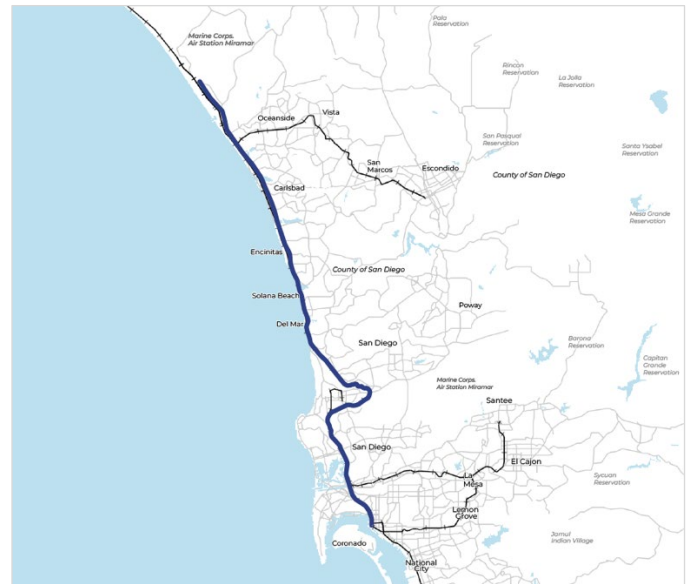 Pala
Reservation
Marine Corps.
Air Station Miramar
Rincon
Reservation
La Jolla
Reservation
Oceanside
Vista
San Pasqual
Reservation
Santa Ysabel
Reservation
San
Marcos
Escondido
County of San Diego
Carlsbad
Mesa Grande
Reservation
Encinitas
County of San Diego
Solana Beach
Poway
Del Mar
San Diego
Barona
Reservation
Capitan
Grande
Reservation
Marine Corps.
Air Station Miramar
Santee
San Diego
El Cajon
La
Mesa
Sycuan
Reservation
Lemon
Grove
Jamul
Indian Village
Coronado
National
City